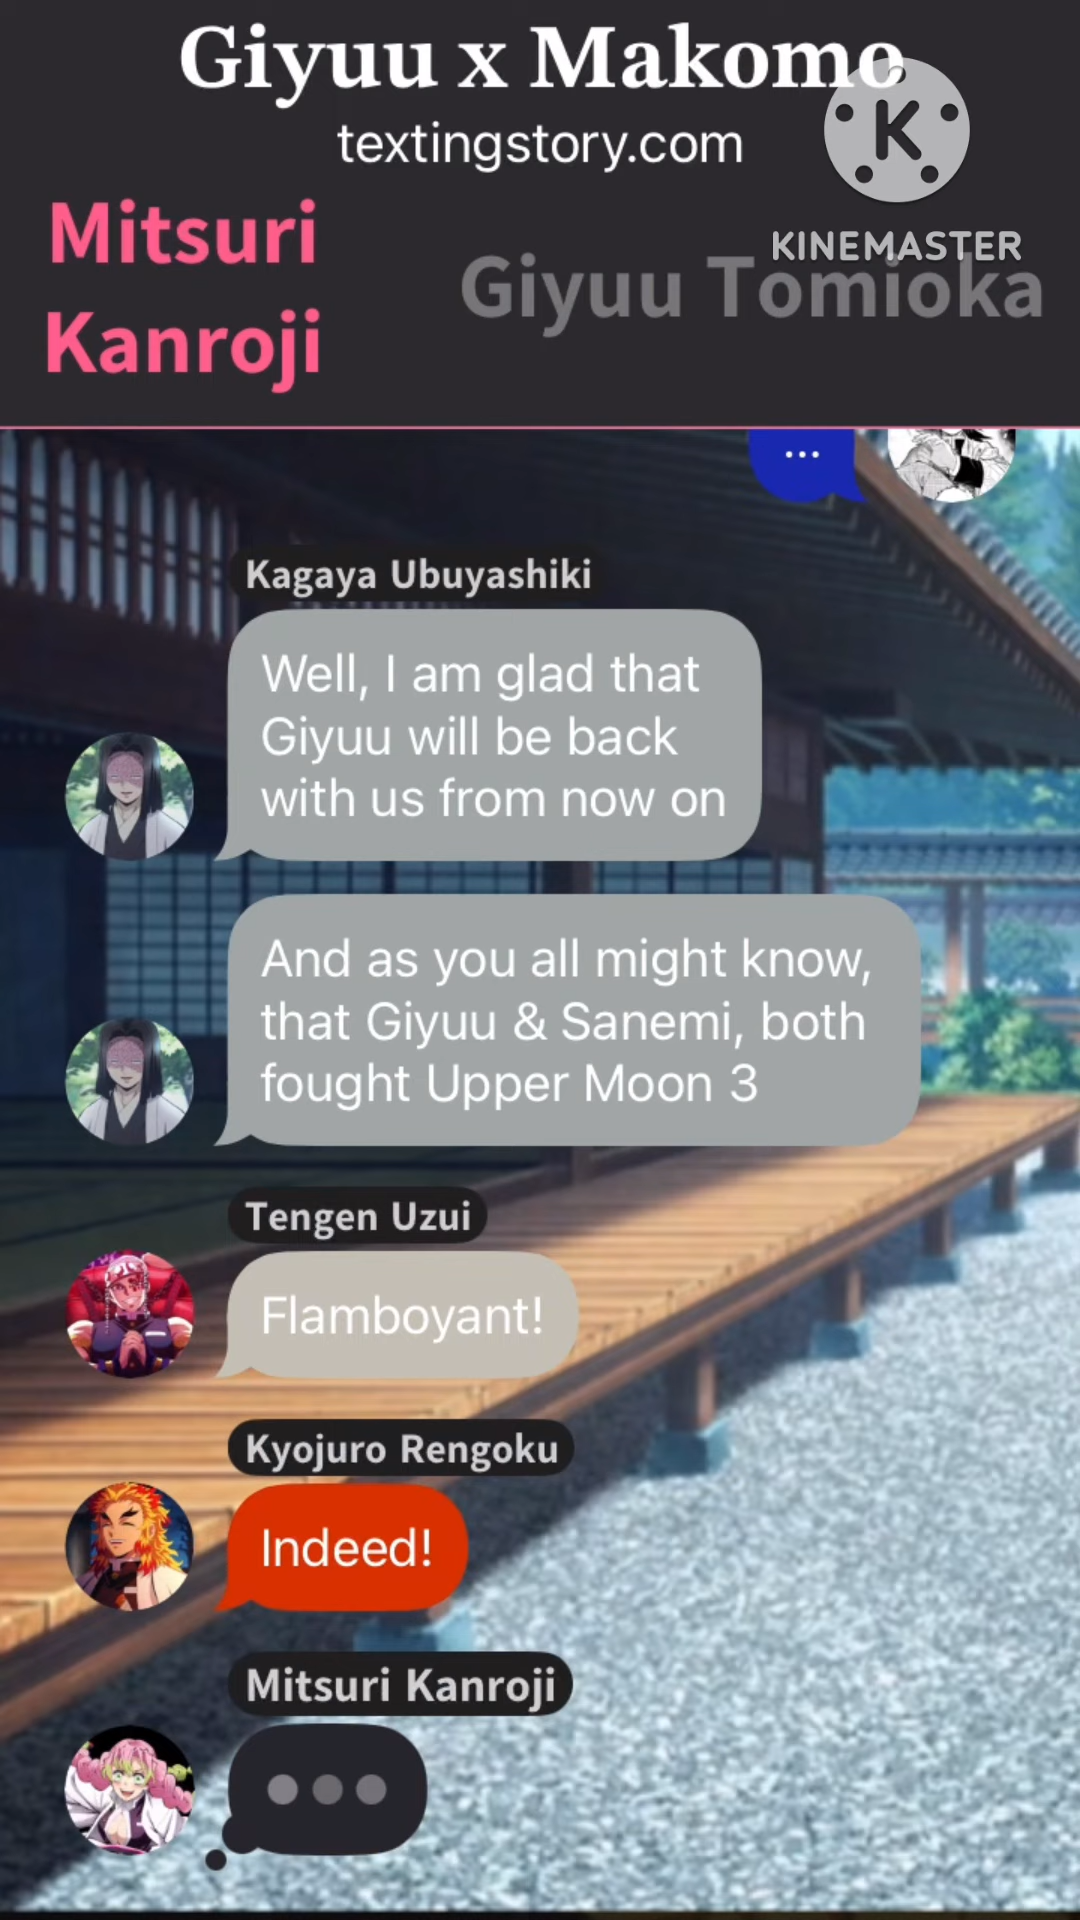 Giyuu x Makomo
textingstory.com
K
KINEMASTER
Mitsuri
Kanroji
Giyuu Tomioka
...
Kagaya Ubuyashiki
Well, I am glad that
Giyuu will be back
with us from now on
And as you all might know,
that Giyuu & Sanemi, both
fought Upper Moon 3
Tengen Uzui
Flamboyant!
Kyojuro Rengoku
Indeed!
Mitsuri Kanroji